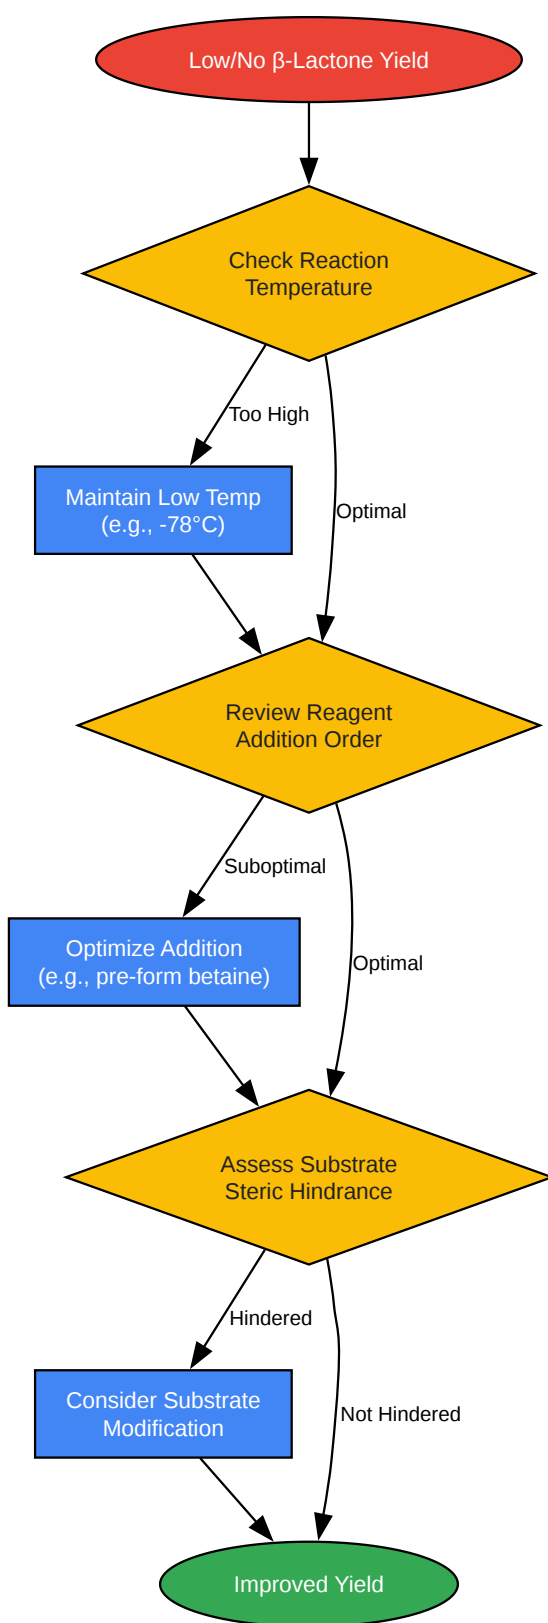 Low/No β-Lactone Yield
Check Reaction
Temperature
Too High
Maintain Low Temp
(e.g., -78°C)
Optimal
Review Reagent
Addition Order
Suboptimal
Optimize Addition
(e.g., pre-form betaine)
Optimal
Assess Substrate
Steric Hindrance
Hindered
Consider Substrate
Modification
Not Hindered
Improved Yield